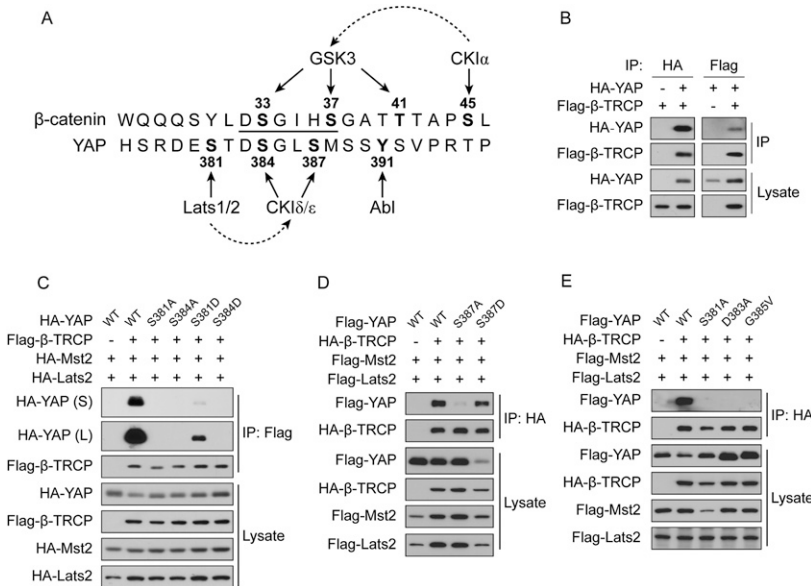 A
GSK3 CKIα
33 37 41 45
β-catenin W Q Q Q S Y L D S G I H S G A T T T A P S L
YAP H S R D E S T D S G L S M S S Y S V P R T P
381 384 387 391
Lats1/2 CKIδ/ε Abl
B
IP: HA Flag
HA-YAP - + + +
Flag-β-TRCP + + - +
HA-YAP
Flag-β-TRCP
IP
HA-YAP
Flag-β-TRCP
Lysate
C
HA-YAP WT WT S381A S384A S381D S384D
Flag-β-TRCP - + + + + +
HA-Mst2 + + + + + +
HA-Lats2 + + + + + +
HA-YAP (S)
HA-YAP (L)
Flag-β-TRCP
IP: Flag
HA-YAP
Flag-β-TRCP
HA-Mst2
HA-Lats2
Lysate
D
Flag-YAP WT WT S387A S387D
HA-β-TRCP - + + +
Flag-Mst2 + + + +
Flag-Lats2 + + + +
Flag-YAP
HA-β-TRCP
IP: HA
Flag-YAP
HA-β-TRCP
Flag-Mst2
Flag-Lats2
Lysate
E
Flag-YAP WT WT S381A D383A G385V
HA-β-TRCP - + + + +
Flag-Mst2 + + + + +
Flag-Lats2 + + + + +
Flag-YAP
HA-β-TRCP
IP: HA
Flag-YAP
HA-β-TRCP
Flag-Mst2
Flag-Lats2
Lysate